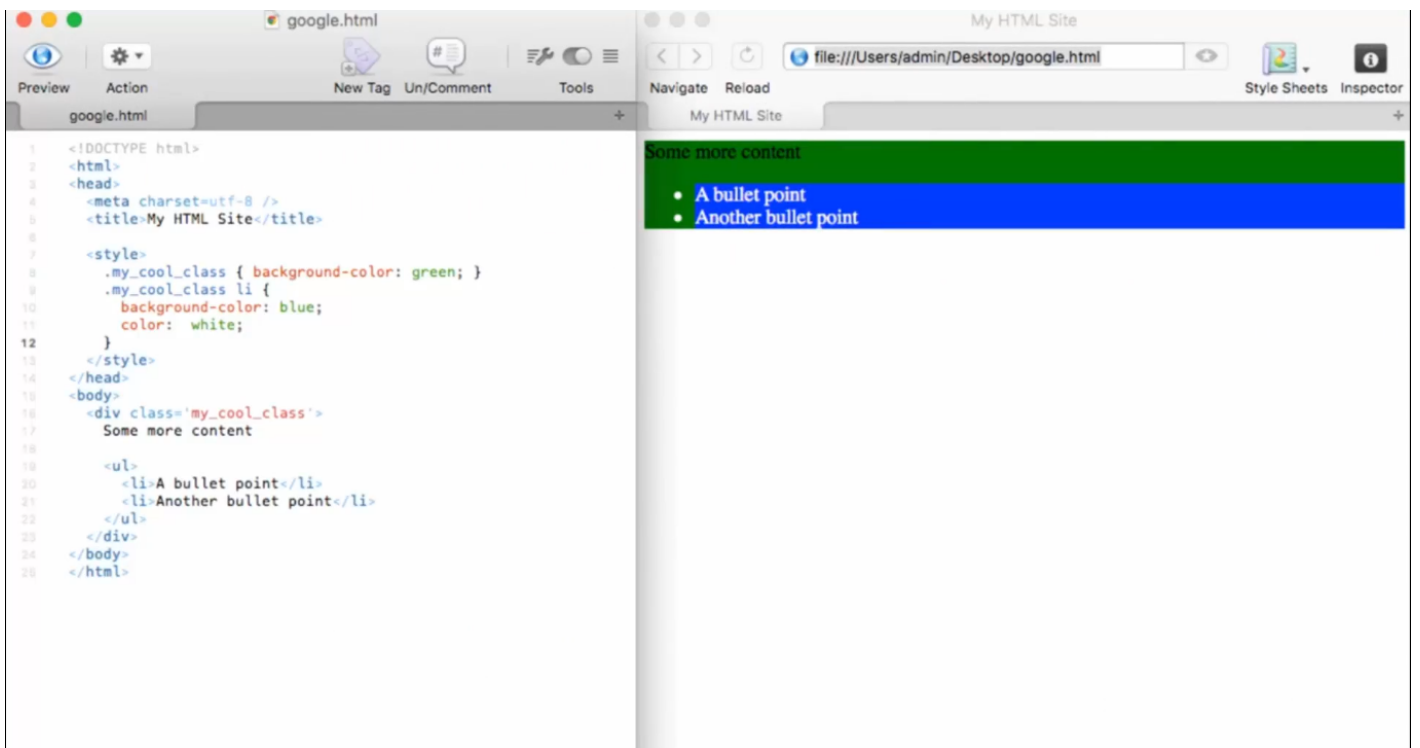 google.html
My HTML Site
Preview
Action
New Tag
Un/Comment
Tools
file:///Users/admin/Desktop/google.html
Navigate
Reload
Style Sheets
Inspector
google.html
+
My HTML Site
+
1 <!DOCTYPE html>
2 <html>
3 <head>
4 <meta charset=utf-8 />
5 <title>My HTML Site</title>
6
7 <style>
8 .my_cool_class { background-color: green; }
9 .my_cool_class li {
10 background-color: blue;
11 color:  white;
12 }
13 </style>
14 </head>
15 <body>
16 <div class='my_cool_class'>
17 Some more content
18
19 <ul>
20 <li>A bullet point</li>
21 <li>Another bullet point</li>
22 </ul>
23 </div>
24 </body>
25 </html>
Some more content
• A bullet point
• Another bullet point